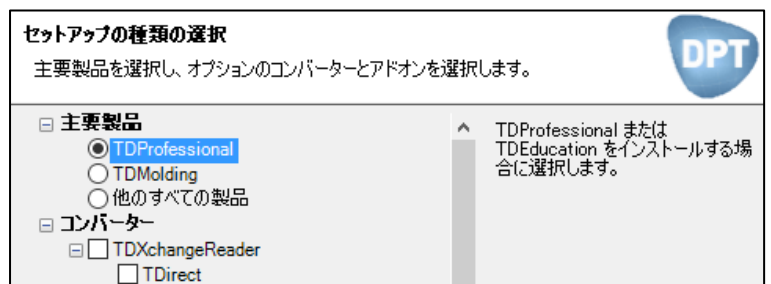 セットアップの種類の選択
主要製品を選択し、オプションのコンバーターとアドオンを選択します。
DPT
主要製品
TDProfessional
TDMolding
他のすべての製品
コンバーター
TDXchangeReader
TDirect
TDProfessional または
TDEducation をインストールする場
合に選択します。